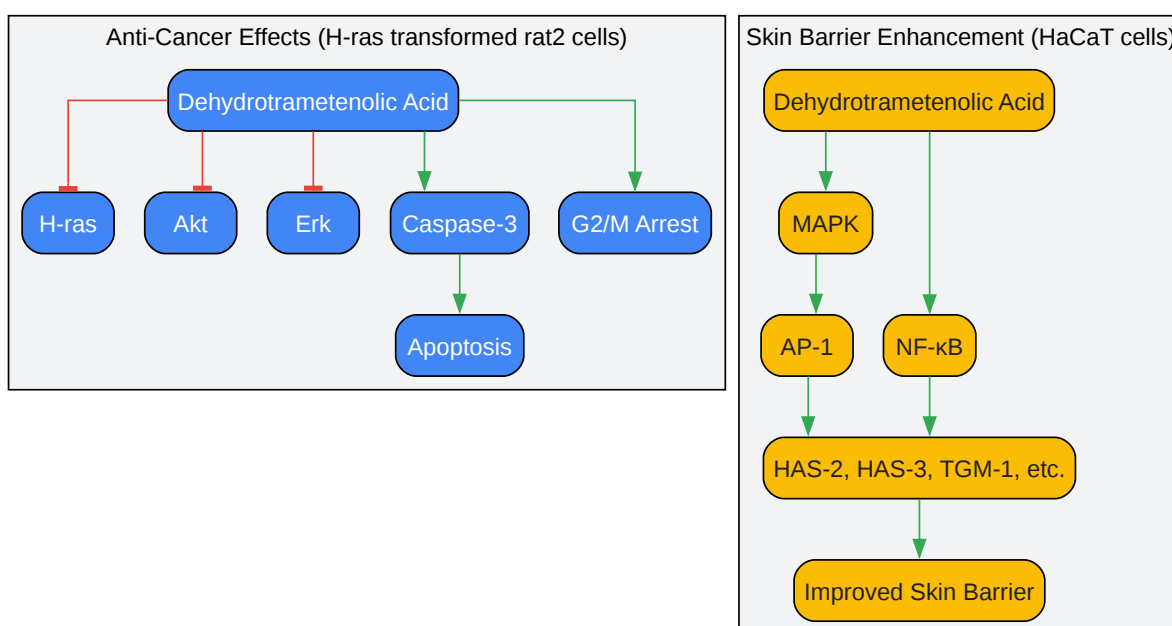 Anti-Cancer Effects (H-ras transformed rat2 cells)
Dehydrotrametenolic Acid
H-ras
Akt
Erk
Caspase-3
G2/M Arrest
Apoptosis
Skin Barrier Enhancement (HaCaT cells)
Dehydrotrametenolic Acid
MAPK
AP-1
NF-κB
HAS-2, HAS-3, TGM-1, etc.
Improved Skin Barrier